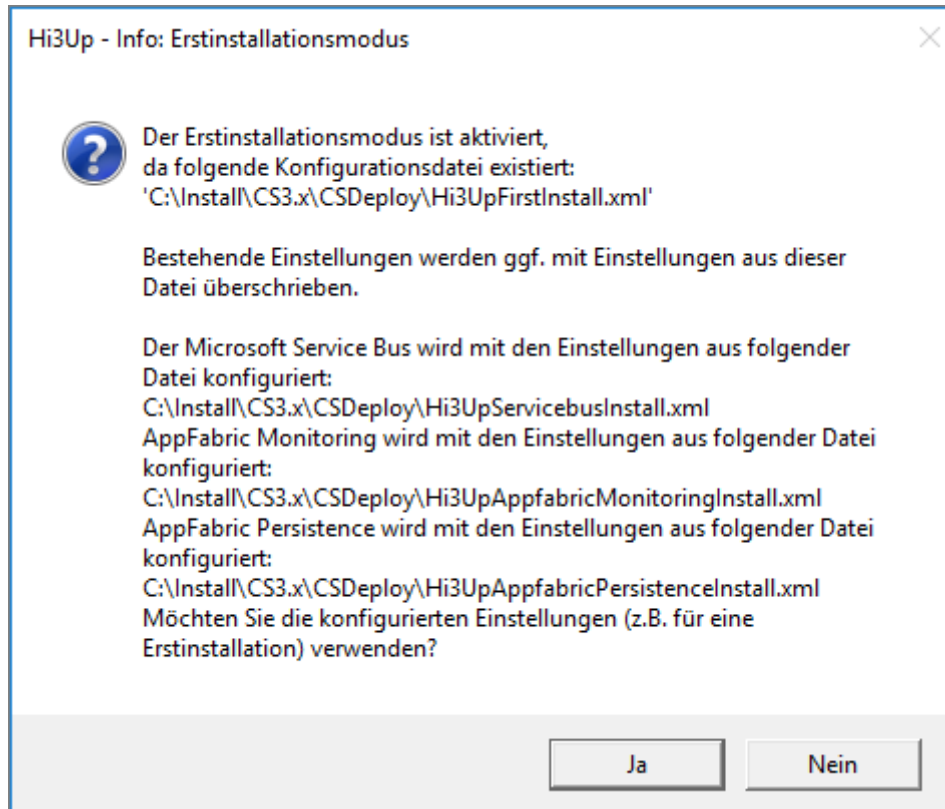 Hi3Up - Info: Erstinstallationsmodus
Der Erstinstallationsmodus ist aktiviert,
da folgende Konfigurationsdatei existiert:
'C:\Install\CS3.x\CSDeploy\Hi3UpFirstInstall.xml'
Bestehende Einstellungen werden ggf. mit Einstellungen aus dieser
Datei überschrieben.
Der Microsoft Service Bus wird mit den Einstellungen aus folgender
Datei konfiguriert:
C:\Install\CS3.x\CSDeploy\Hi3UpServicebusInstall.xml
AppFabric Monitoring wird mit den Einstellungen aus folgender Datei
konfiguriert:
C:\Install\CS3.x\CSDeploy\Hi3UpAppfabricMonitoringInstall.xml
AppFabric Persistence wird mit den Einstellungen aus folgender Datei
konfiguriert:
C:\Install\CS3.x\CSDeploy\Hi3UpAppfabricPersistenceInstall.xml
Möchten Sie die konfigurierten Einstellungen (z.B. für eine
Erstinstallation) verwenden?
Ja
Nein